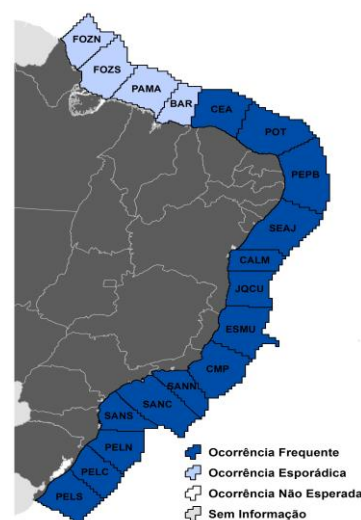 FOZN
FOZS
PAMA
BAR
CEA
POT
PEPB
SEAJ
CALM
JQCU
ESMU
CMP
SANN
SANC
SANS
PELN
PELC
PELS
Ocorrência Frequente
Ocorrência Esporádica
Ocorrência Não Esperada
Sem Informação